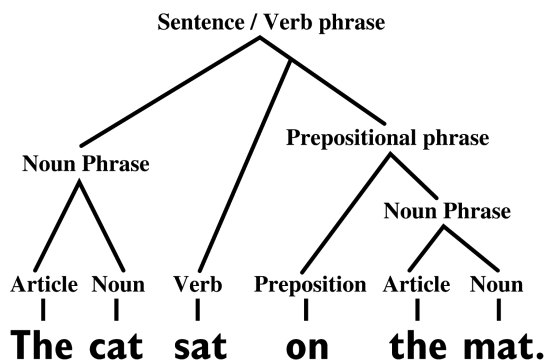 Sentence / Verb phrase
Prepositional phrase
Noun Phrase
Noun Phrase
Article Noun Verb Preposition Article Noun
The cat sat on the mat.